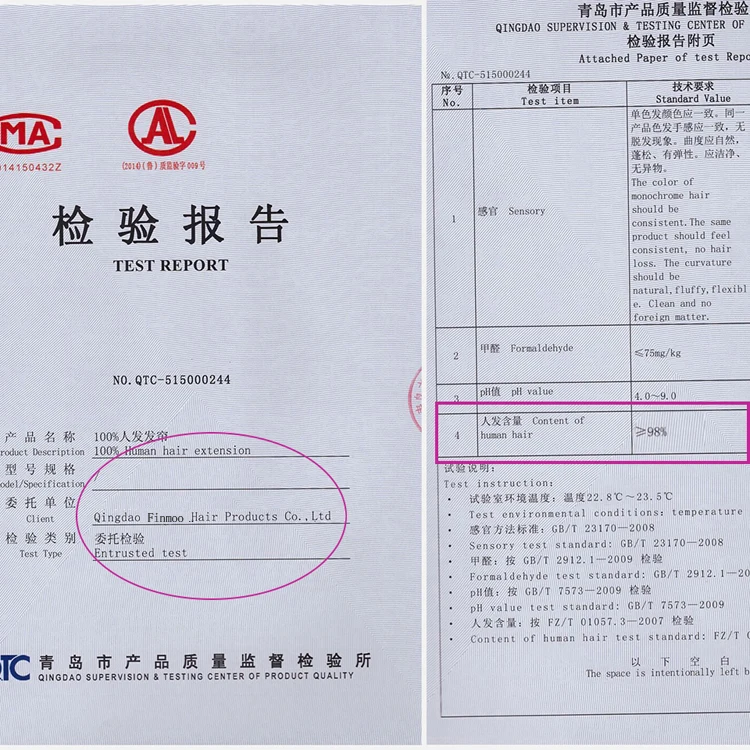 MA
014150432Z
AL
(2014)(鲁)质监验字009号
检验报告
TEST REPORT
NO.QTC-515000244
产品名称 100%人发发帘
roduct Description 100% Human hair extension
型号规格 /
odel/Specification /
委托单位
Client Qingdao Finmoo Hair Products Co.,Ltd
检验类别 委托检验
Test Type Entrusted test
QTC 青岛市产品质量监督检验所
QINGDAO SUPERVISION & TESTING CENTER OF PRODUCT QUALITY
青岛市产品质量监督检验
QINGDAO SUPERVISION & TESTING CENTER OF
检验报告附页
Attached Paper of test Repo
№.QTC-515000244
序号 检验项目 技术要求
No. Test item Standard Value
1 感官 Sensory
单色发颜色应一致。同一
产品色发手感应一致，无
脱发现象。曲度应自然，
蓬松、有弹性。应洁净、
无异物。
The color of
monochrome hair
should be
consistent.The same
product should feel
consistent, no hair
loss. The curvature
should be
natural,fluffy,flexibl
e. Clean and no
foreign matter.
2 甲醛 Formaldehyde ≤75mg/kg
3 pH值 pH value 4.0～9.0
4 人发含量 Content of
human hair ≥98%
试验说明:
Test instruction:
• 试验室环境温度: 温度22.8℃～23.5℃
• Test environmental conditions: temperature
• 感官方法标准: GB/T 23170-2008
• Sensory test standard: GB/T 23170-2008
• 甲醛: 按 GB/T 2912.1-2009 检验
• Formaldehyde test standard: GB/T 2912.1-20
• pH值: 按 GB/T 7573-2009 检验
• pH value test standard: GB/T 7573-2009
• 人发含量: 按 FZ/T 01057.3-2007 检验
• Content of human hair test standard: FZ/T 0
以下空白
The space is intentionally left b